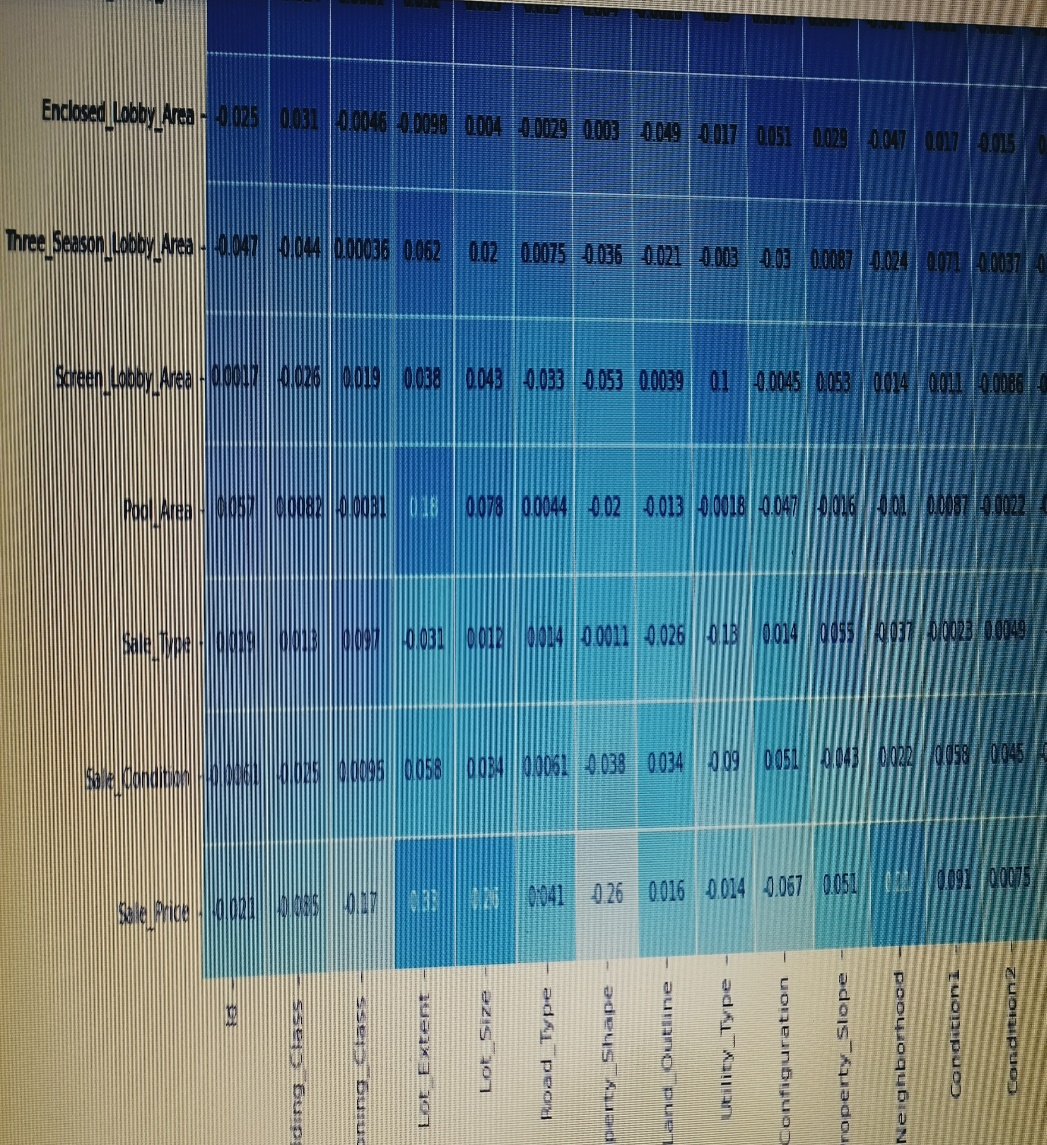 Enclosed_Lobby_Area -0.025 0.031 -0.0046 -0.0098 0.004 -0.0029 0.003 -0.049 -0.017 0.051 0.029 -0.047 0.017 -0.015
Three_Season_Lobby_Area -0.047 -0.044 0.00036 0.062 0.02 0.0075 -0.036 -0.021 -0.003 -0.03 0.0087 -0.024 0.071 -0.0037
Screen_Lobby_Area 0.0017 -0.026 0.019 0.038 0.043 -0.033 -0.053 0.0039 0.1 -0.0045 0.053 0.014 0.011 -0.0086
Pool_Area 0.057 0.0082 -0.0031 0.18 0.078 0.0044 -0.02 -0.013 -0.0018 -0.047 -0.016 -0.01 0.0087 -0.0022
Sale_Type 0.019 0.013 0.097 -0.031 0.012 0.014 -0.0011 -0.026 -0.13 0.014 0.055 -0.037 -0.0023 0.0049
Sale_Condition -0.0061 -0.025 0.0095 0.058 0.034 0.0061 -0.038 0.034 -0.09 0.051 -0.043 0.022 0.058 0.045
Sale_Price -0.021 -0.085 -0.17 0.33 0.26 0.041 -0.26 0.016 -0.014 -0.067 0.051 0.091 0.0075
Id
ding_Class
ning_Class
Lot_Extent
Lot_Size
Road_Type
perty_Shape
Land_Outline
Utility_Type
Configuration
roperty_Slope
Neighborhood
Condition1
Condition2